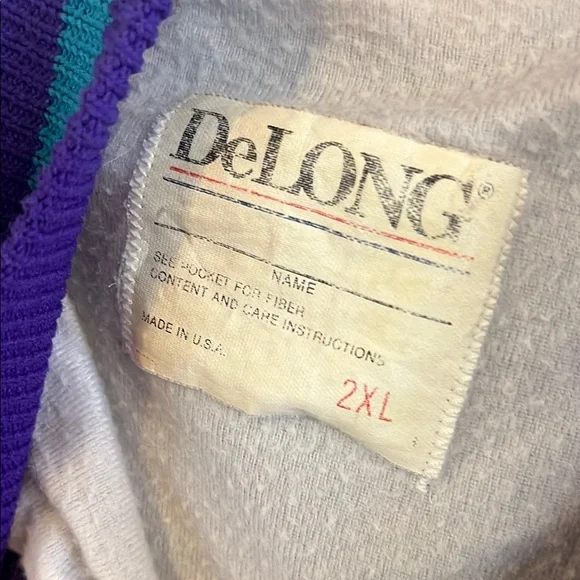 DeLONG®
NAME
SEE POCKET FOR FIBER
CONTENT AND CARE INSTRUCTIONS
MADE IN U.S.A.
2XL